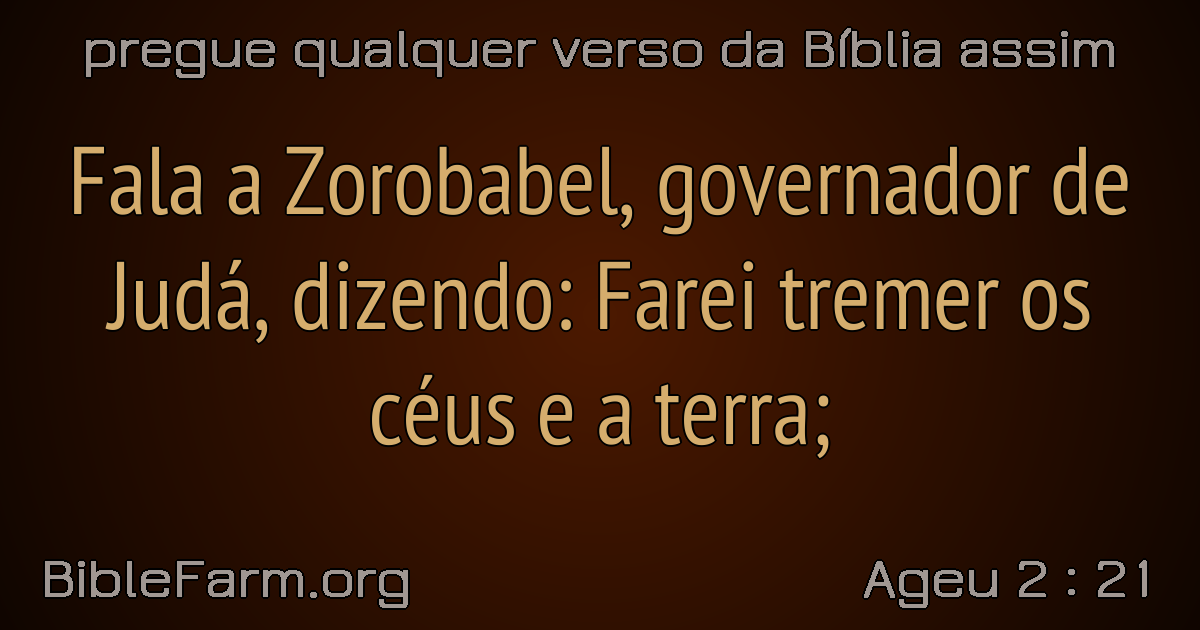 pregue qualquer verso da Bíblia assim
Fala a Zorobabel, governador de
Judá, dizendo: Farei tremer os
céus e a terra;
BibleFarm.org
Ageu 2 : 21